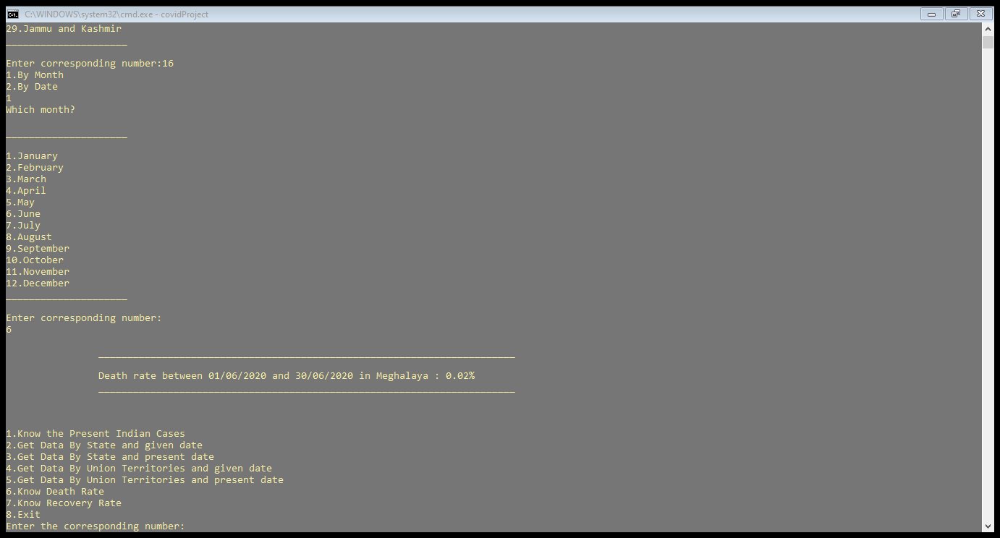 C:\WINDOWS\system32\cmd.exe - covidProject
29.Jammu and Kashmir
_____________________
Enter corresponding number:16
1.By Month
2.By Date
1
Which month?
_____________________
1.January
2.February
3.March
4.April
5.May
6.June
7.July
8.August
9.September
10.October
11.November
12.December
_____________________
Enter corresponding number:
6
________________________________________________________________________
Death rate between 01/06/2020 and 30/06/2020 in Meghalaya : 0.02%
________________________________________________________________________
1.Know the Present Indian Cases
2.Get Data By State and given date
3.Get Data By State and present date
4.Get Data By Union Territories and given date
5.Get Data By Union Territories and present date
6.Know Death Rate
7.Know Recovery Rate
8.Exit
Enter the corresponding number: